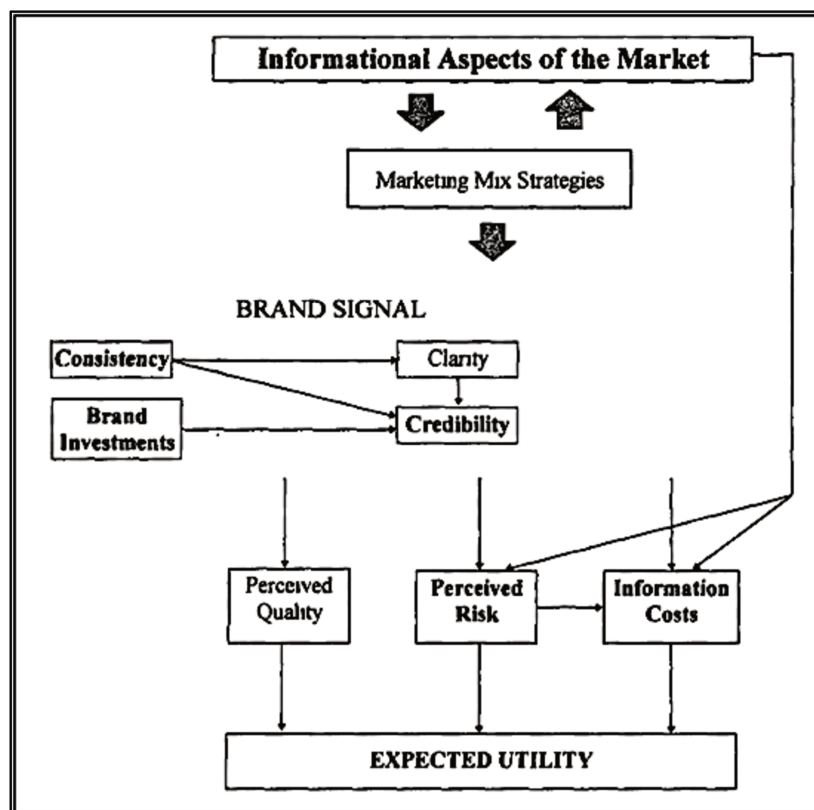 Informational Aspects of the Market
Marketing Mix Strategies
BRAND SIGNAL
Consistency
Clarity
Brand
Investments
Credibility
Perceived
Quality
Perceived
Risk
Information
Costs
EXPECTED UTILITY